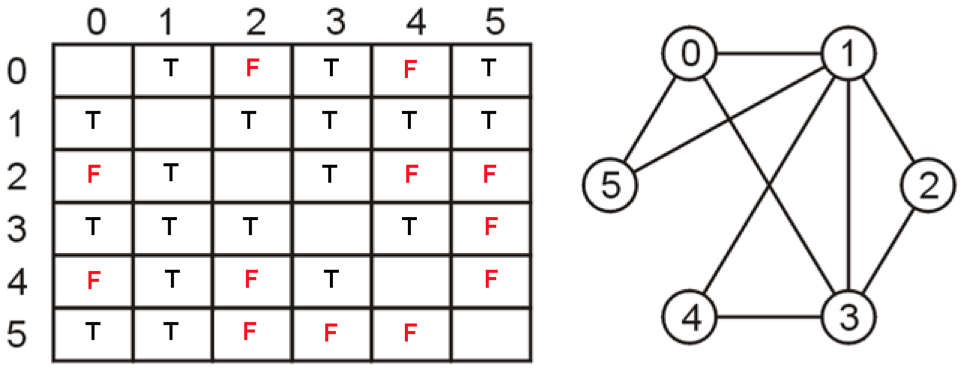 0 1 2 3 4 5
0 T F T F T
1 T T T T T
2 F T T F F
3 T T T T F
4 F T F T F
5 T T F F F
0 1
5 2
4 3